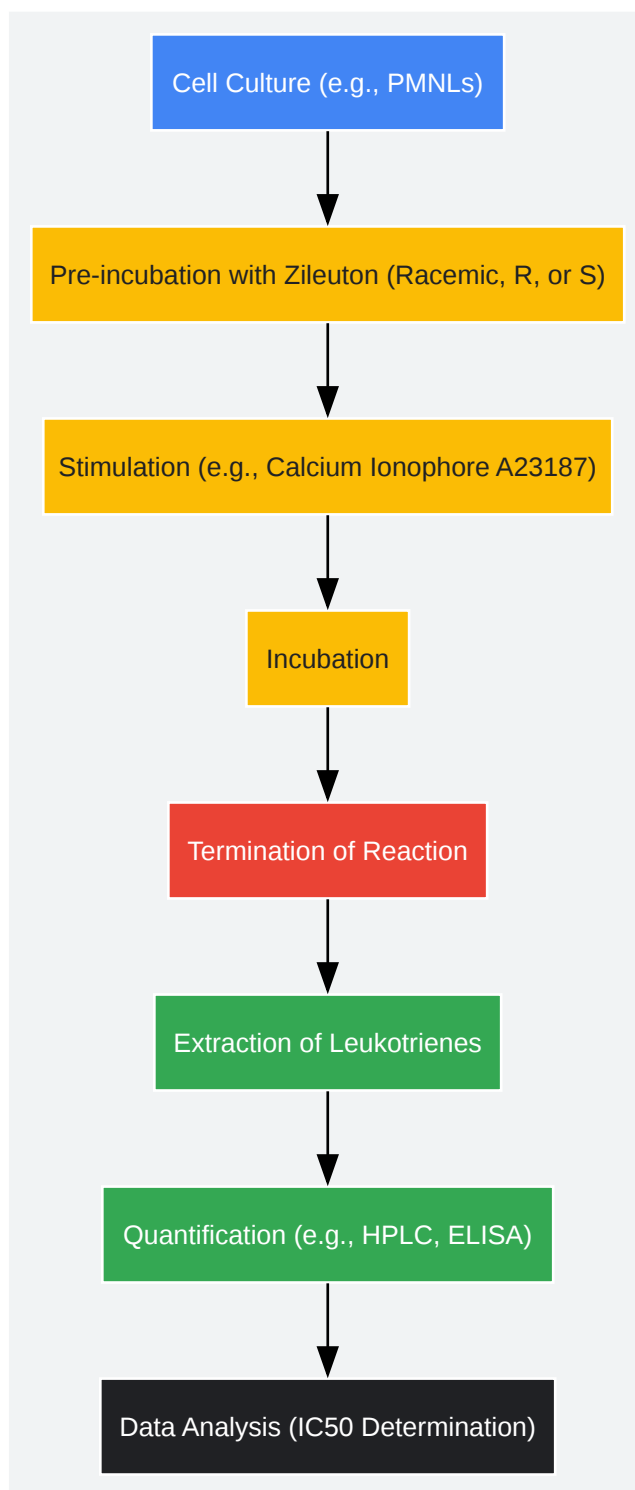 Cell Culture (e.g., PMNLs)
Pre-incubation with Zileuton (Racemic, R, or S)
Stimulation (e.g., Calcium Ionophore A23187)
Incubation
Termination of Reaction
Extraction of Leukotrienes
Quantification (e.g., HPLC, ELISA)
Data Analysis (IC50 Determination)